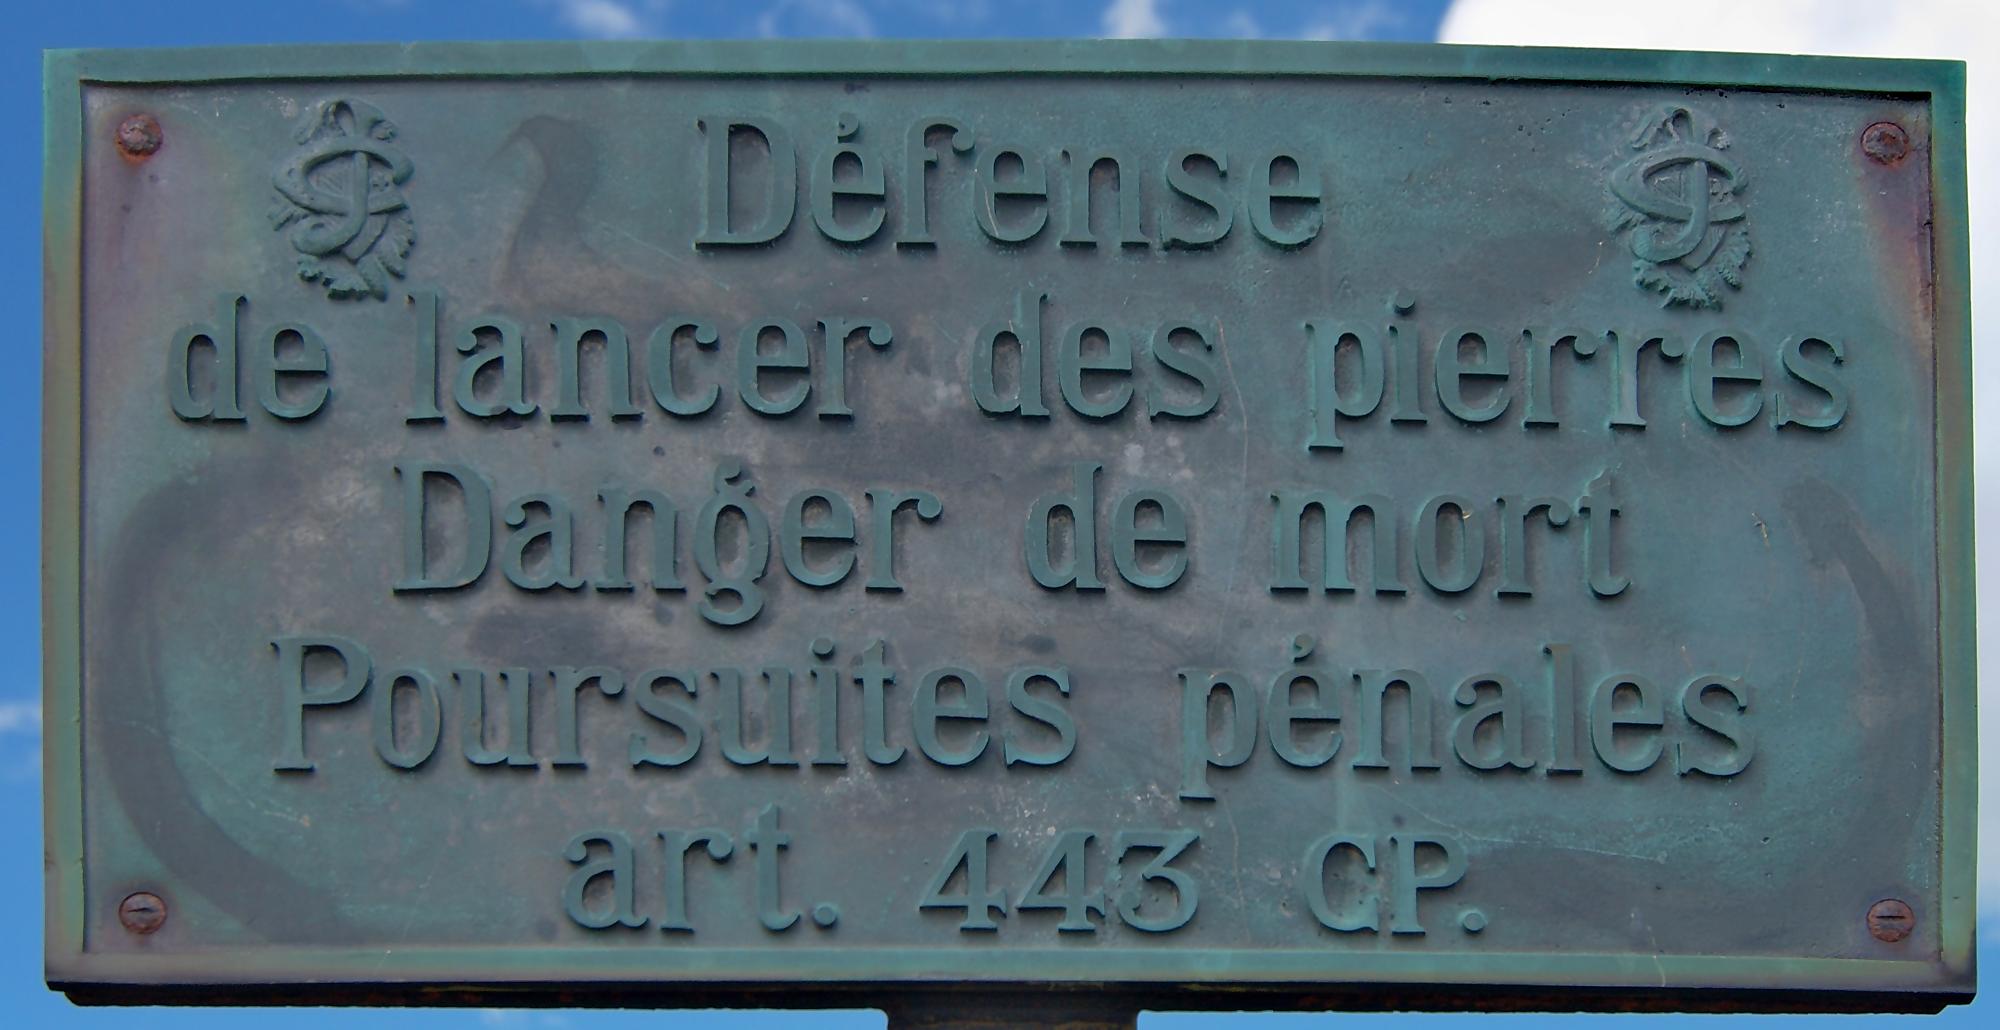 Défense
de lancer des pierres
Danger de mort
Poursuites pénales
art. 443 CP.